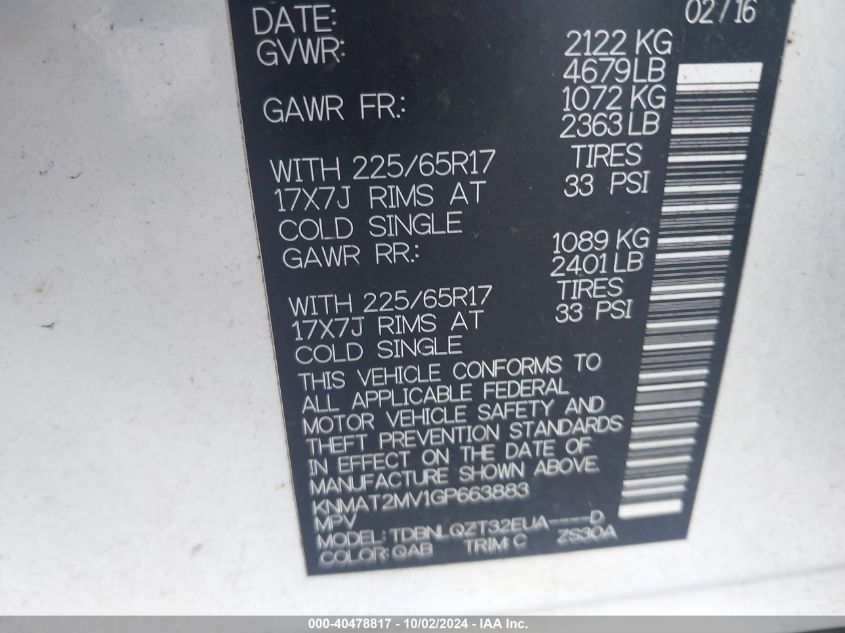 DATE: 02/16
GVWR: 2122 KG
4679LB
GAWR FR.: 1072 KG
2363 LB
WITH 225/65R17 TIRES
17X7J RIMS AT 33 PSI
COLD SINGLE
GAWR RR.: 1089 KG
2401 LB
WITH 225/65R17 TIRES
17X7J RIMS AT 33 PSI
COLD SINGLE
THIS VEHICLE CONFORMS TO
ALL APPLICABLE FEDERAL
MOTOR VEHICLE SAFETY AND
THEFT PREVENTION STANDARDS
IN EFFECT ON THE DATE OF
MANUFACTURE SHOWN ABOVE.
KNMAT2MV1GP663883
MPV
MODEL: TDBNLQZT32EUA----D
COLOR: QAB TRIM: C ZS30A
000-40478817 - 10/02/2024 - IAA Inc.